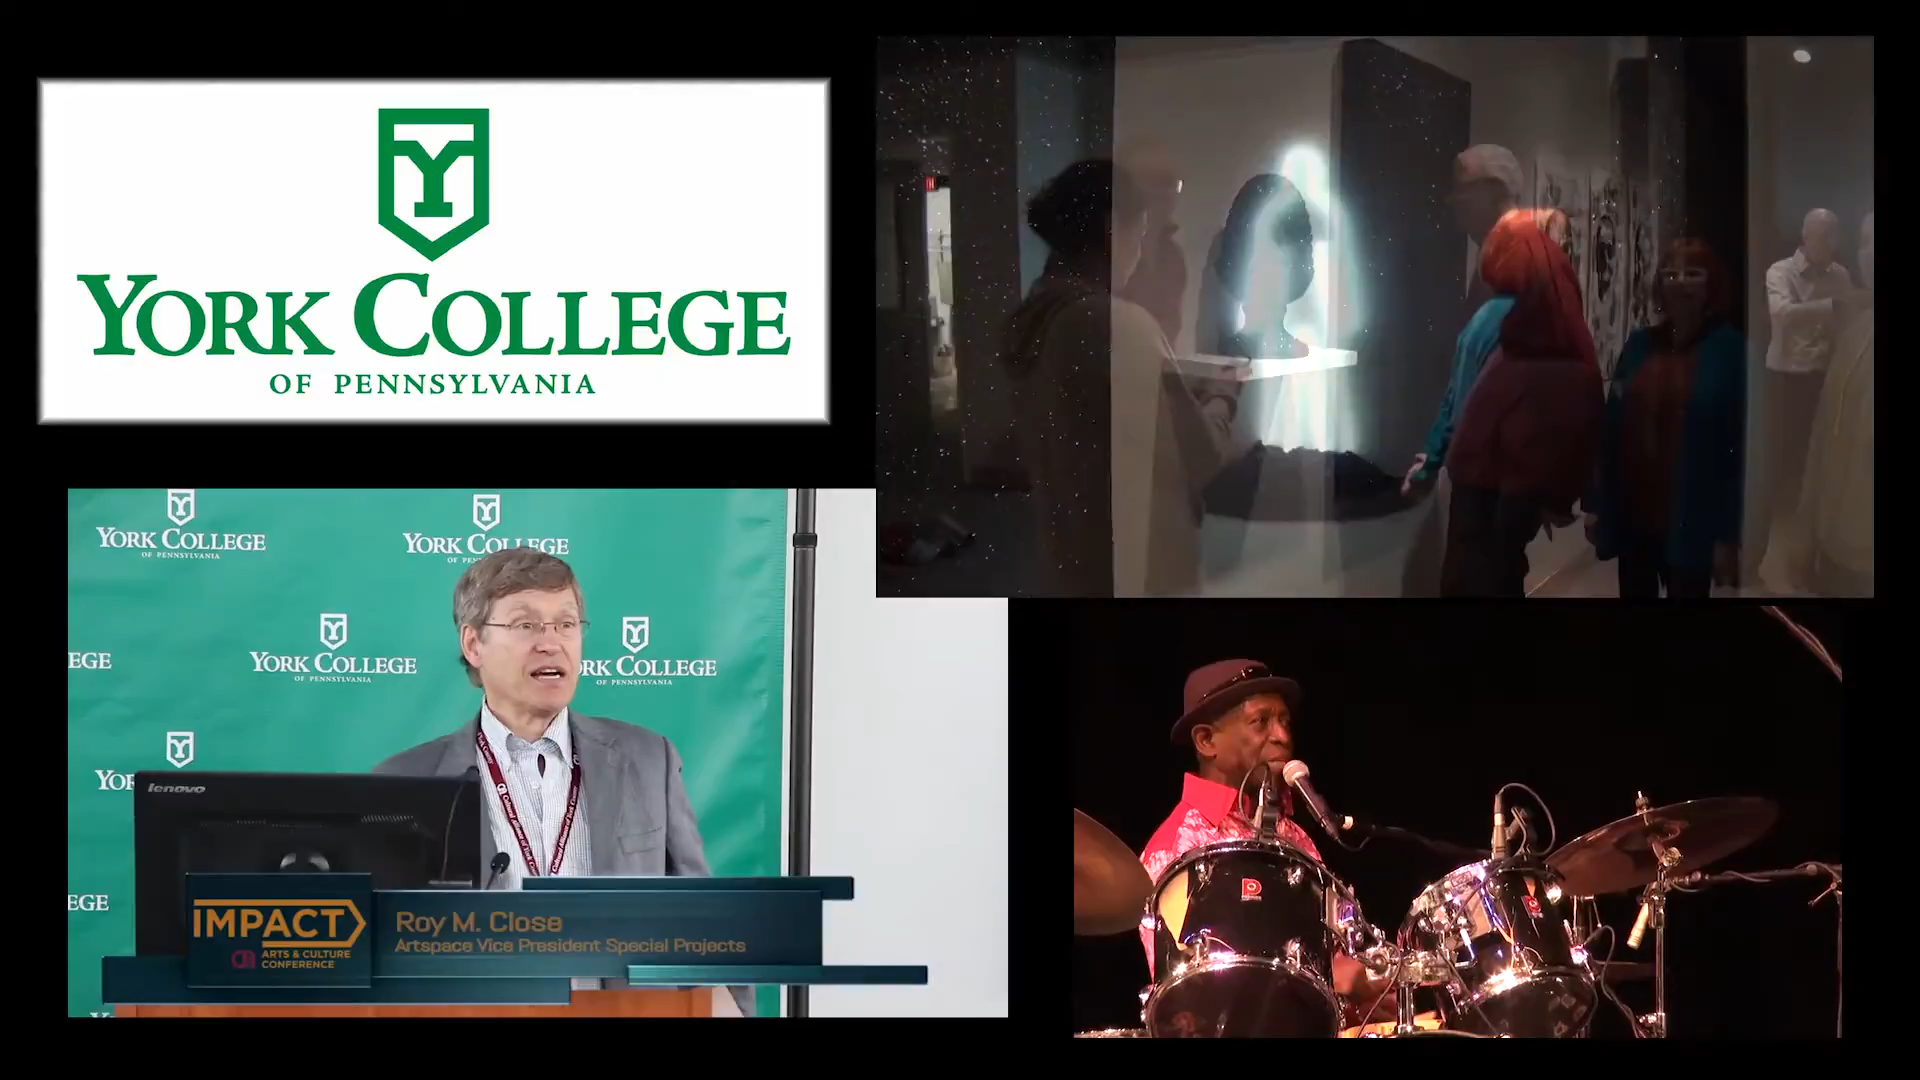 YORK COLLEGE
OF PENNSYLVANIA
YORK COLLEGE
OF PENNSYLVANIA
YORK COLLEGE
EGE
YORK COLLEGE
OF PENNSYLVANIA
RK COLLEGE
OF PENNSYLVANIA
lenovo
EGE
IMPACT
ARTS & CULTURE
CONFERENCE
Roy M. Close
Artspace Vice President Special Projects